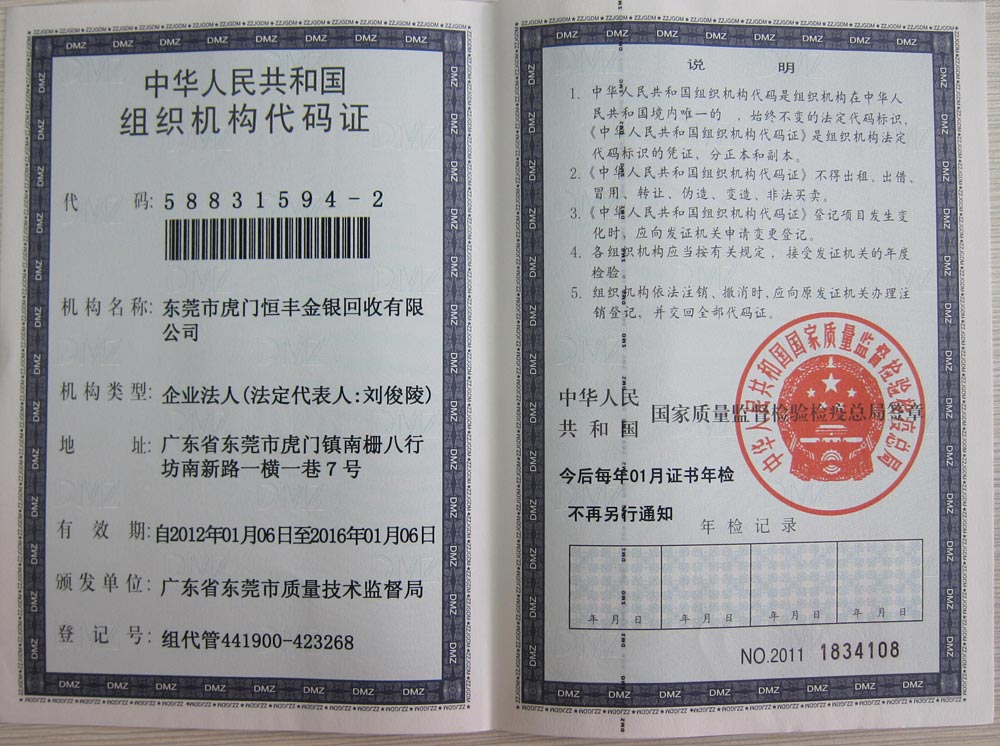 中华人民共和国
组织机构代码证
代 码: 58831594-2
机构名称: 东莞市虎门恒丰金银回收有限
公司
机构类型: 企业法人(法定代表人:刘俊陵)
地 址: 广东省东莞市虎门镇南栅八行
坊南新路一横一巷7号
有 效 期: 自2012年01月06日至2016年01月06日
颁发单位: 广东省东莞市质量技术监督局
登 记 号: 组代管441900-423268
说 明
1. 中华人民共和国组织机构代码是组织机构在中华人
民共和国境内唯一的 、始终不变的法定代码标识,
《中华人民共和国组织机构代码证》是组织机构法定
代码标识的凭证,分正本和副本。
2.《中华人民共和国组织机构代码证》不得出租、出借、
冒用、转让、伪造、变造、非法买卖。
3.《中华人民共和国组织机构代码证》登记项目发生变
化时,应向发证机关申请变更登记。
4. 各组织机构应当按有关规定,接受发证机关的年度
检验。
5. 组织机构依法注销、撤消时,应向原发证机关办理注
销登记,并交回全部代码证。
中华人民
共和国 国家质量监督检验检疫总局签章
中华人民共和国国家质量监督检验检疫总局
今后每年01月证书年检
不再另行通知
年检记录
年 月 日 年 月 日 年 月 日 年 月 日
NO.2011 1834108